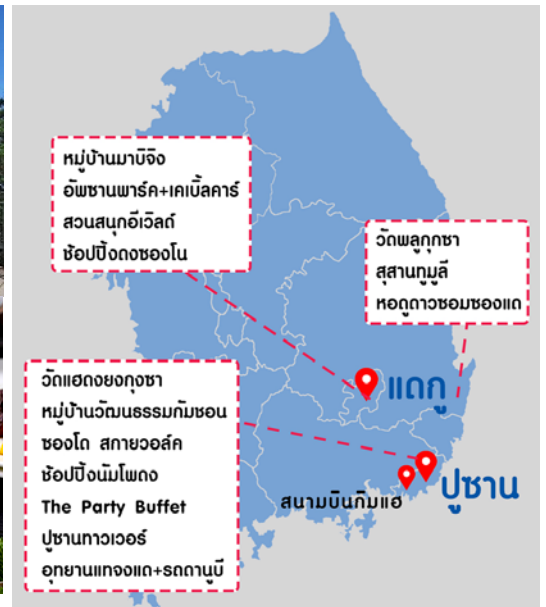 หมู่บ้านมาบิจิง
อัพซานพาร์ค+เคเบิ้ลคาร์
สวนสนุกอีเวิลด์
ช้อปปิ้งดงซองโน
วัดพลูกุกซา
สุสานทูมูลี
หอดูดาวซอมซองแด
แดกู
วัดแฮดงยงกุงซา
หมู่บ้านวัฒนธรรมกัมชอน
ซองโด สกายวอล์ค
ช้อปปิ้งนัมโพดง
The Party Buffet
ปูซานทาวเวอร์
อุทยานแทจงแด+รถดานูบี
ปูซาน
สนามบินกิมแฮ